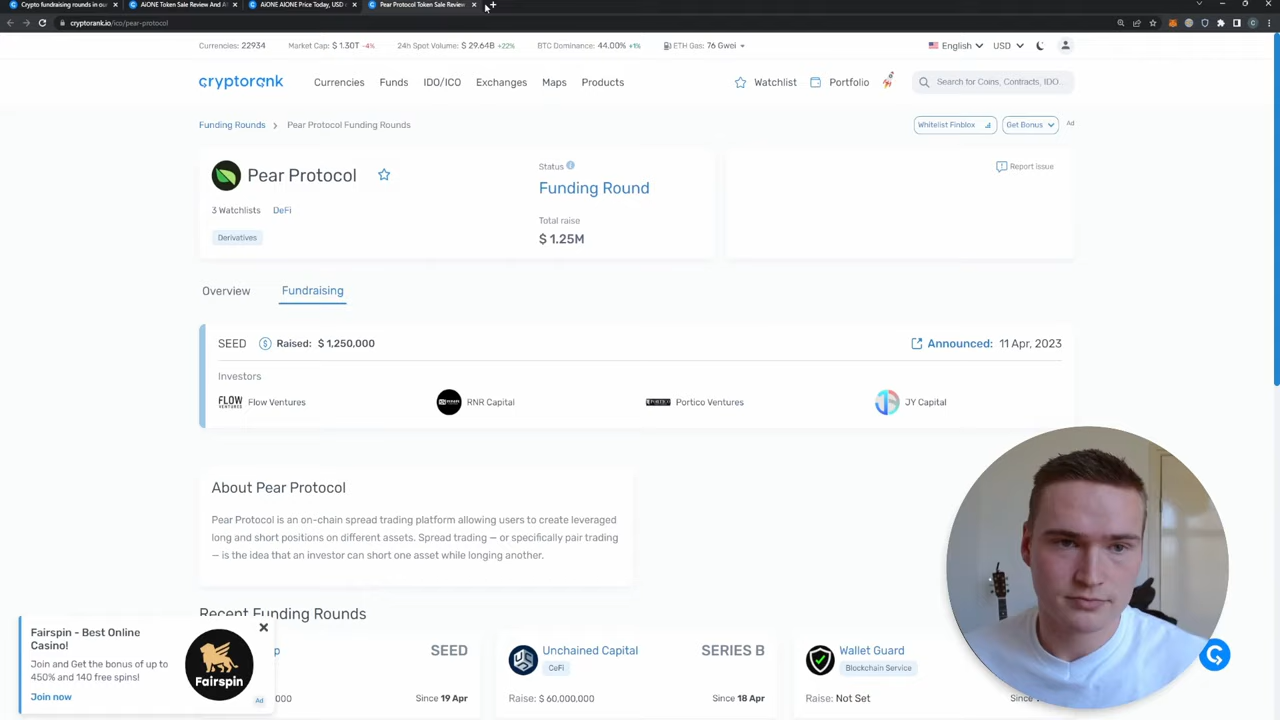 Crypto fundraising rounds in our
AiONE Token Sale Review And A
AiONE AIONE Price Today, USD
Pear Protocol Token Sale Review
cryptorank.io/ico/pear-protocol
Currencies: 22934
Market Cap: $ 1.30T -4%
24h Spot Volume: $ 29.64B +22%
BTC Dominance: 44.00% +1%
ETH Gas: 76 Gwei
English
USD
cryptorank
Currencies
Funds
IDO/ICO
Exchanges
Maps
Products
Watchlist
Portfolio
Search for Coins, Contracts, IDO...
Funding Rounds
Pear Protocol Funding Rounds
Whitelist Finblox
Get Bonus
Ad
Pear Protocol
3 Watchlists
DeFi
Derivatives
Status
Funding Round
Total raise
$ 1.25M
Report issue
Overview
Fundraising
SEED
Raised: $ 1,250,000
Announced: 11 Apr, 2023
Investors
FLOW VENTURES
Flow Ventures
RNR Capital
PORTICO
Portico Ventures
JY Capital
About Pear Protocol
Pear Protocol is an on-chain spread trading platform allowing users to create leveraged
long and short positions on different assets. Spread trading — or specifically pair trading
— is the idea that an investor can short one asset while longing another.
Recent Funding Rounds
p
SEED
000
Since 19 Apr
Unchained Capital
CeFi
SERIES B
Raise: $ 60,000,000
Since 18 Apr
Wallet Guard
Blockchain Service
Raise: Not Set
Since
Fairspin - Best Online
Casino!
Join and Get the bonus of up to
450% and 140 free spins!
Join now
Fairspin
Ad